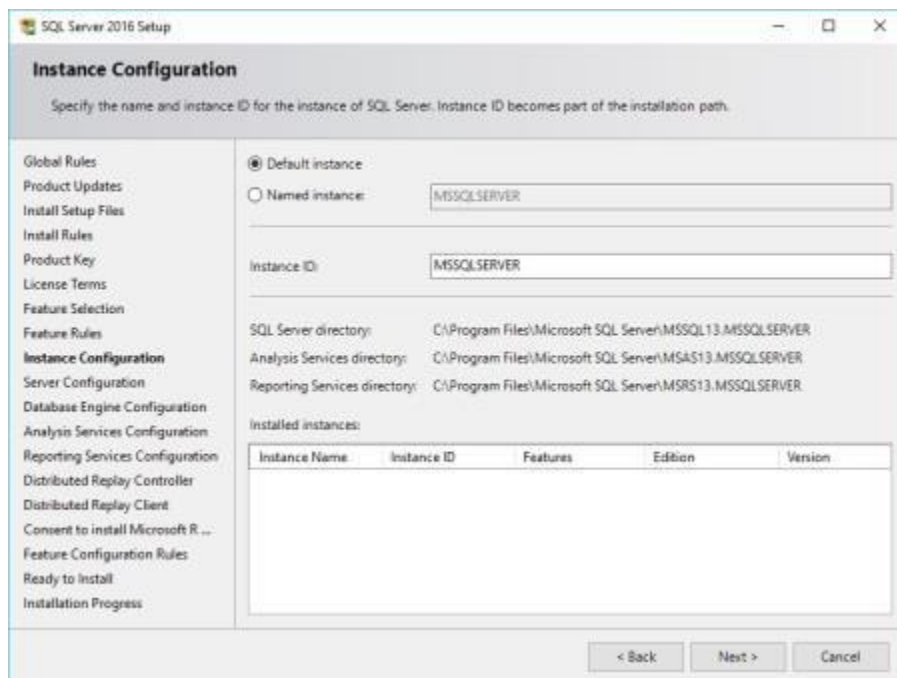 SQL Server 2016 Setup
Instance Configuration
Specify the name and instance ID for the instance of SQL Server. Instance ID becomes part of the installation path.
Global Rules
Product Updates
Install Setup Files
Install Rules
Product Key
License Terms
Feature Selection
Feature Rules
Instance Configuration
Server Configuration
Database Engine Configuration
Analysis Services Configuration
Reporting Services Configuration
Distributed Replay Controller
Distributed Replay Client
Consent to install Microsoft R ...
Feature Configuration Rules
Ready to Install
Installation Progress
Default instance
Named instance: MSSQLSERVER
Instance ID: MSSQLSERVER
SQL Server directory: C:\Program Files\Microsoft SQL Server\MSSQL13.MSSQLSERVER
Analysis Services directory: C:\Program Files\Microsoft SQL Server\MSAS13.MSSQLSERVER
Reporting Services directory: C:\Program Files\Microsoft SQL Server\MSRS13.MSSQLSERVER
Installed instances:
Instance Name Instance ID Features Edition Version
< Back Next > Cancel